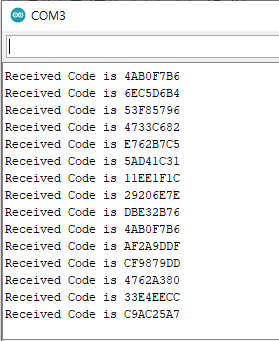 COM3
Received Code is 4AB0F7B6
Received Code is 6EC5D6B4
Received Code is 53F85796
Received Code is 4733C682
Received Code is E762B7C5
Received Code is 5AD41C31
Received Code is 11EE1F1C
Received Code is 29206E7E
Received Code is DBE32B76
Received Code is 4AB0F7B6
Received Code is AF2A9DDF
Received Code is CF9879DD
Received Code is 4762A380
Received Code is 33E4EECC
Received Code is C9AC25A7